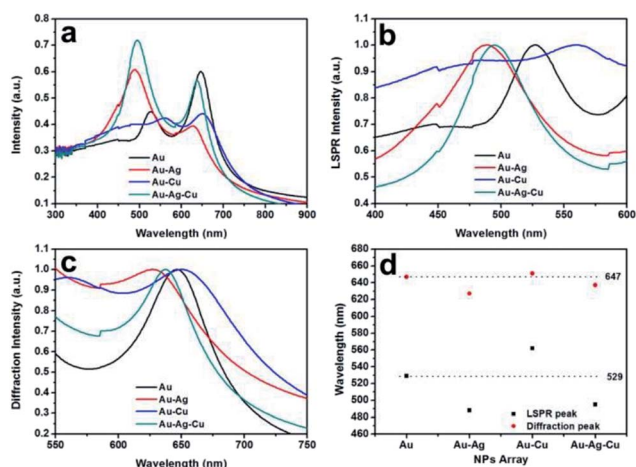 a
Intensity (a.u.)
0.8
0.7
0.6
0.5
0.4
0.3
0.2
0.1
Au
Au-Ag
Au-Cu
Au-Ag-Cu
300 400 500 600 700 800 900
Wavelength (nm)
b
LSPR Intensity (a.u.)
1.1
1.0
0.9
0.8
0.7
0.6
0.5
0.4
Au
Au-Ag
Au-Cu
Au-Ag-Cu
400 450 500 550 600
Wavelength (nm)
c
Diffraction Intensity (a.u.)
1.1
1.0
0.9
0.8
0.7
0.6
0.5
0.4
0.3
0.2
Au
Au-Ag
Au-Cu
Au-Ag-Cu
550 600 650 700 750
Wavelength (nm)
d
Wavelength (nm)
680
660
640
620
600
580
560
540
520
500
480
460
647
529
LSPR peak
Diffraction peak
Au Au-Ag Au-Cu Au-Ag-Cu
NPs Array